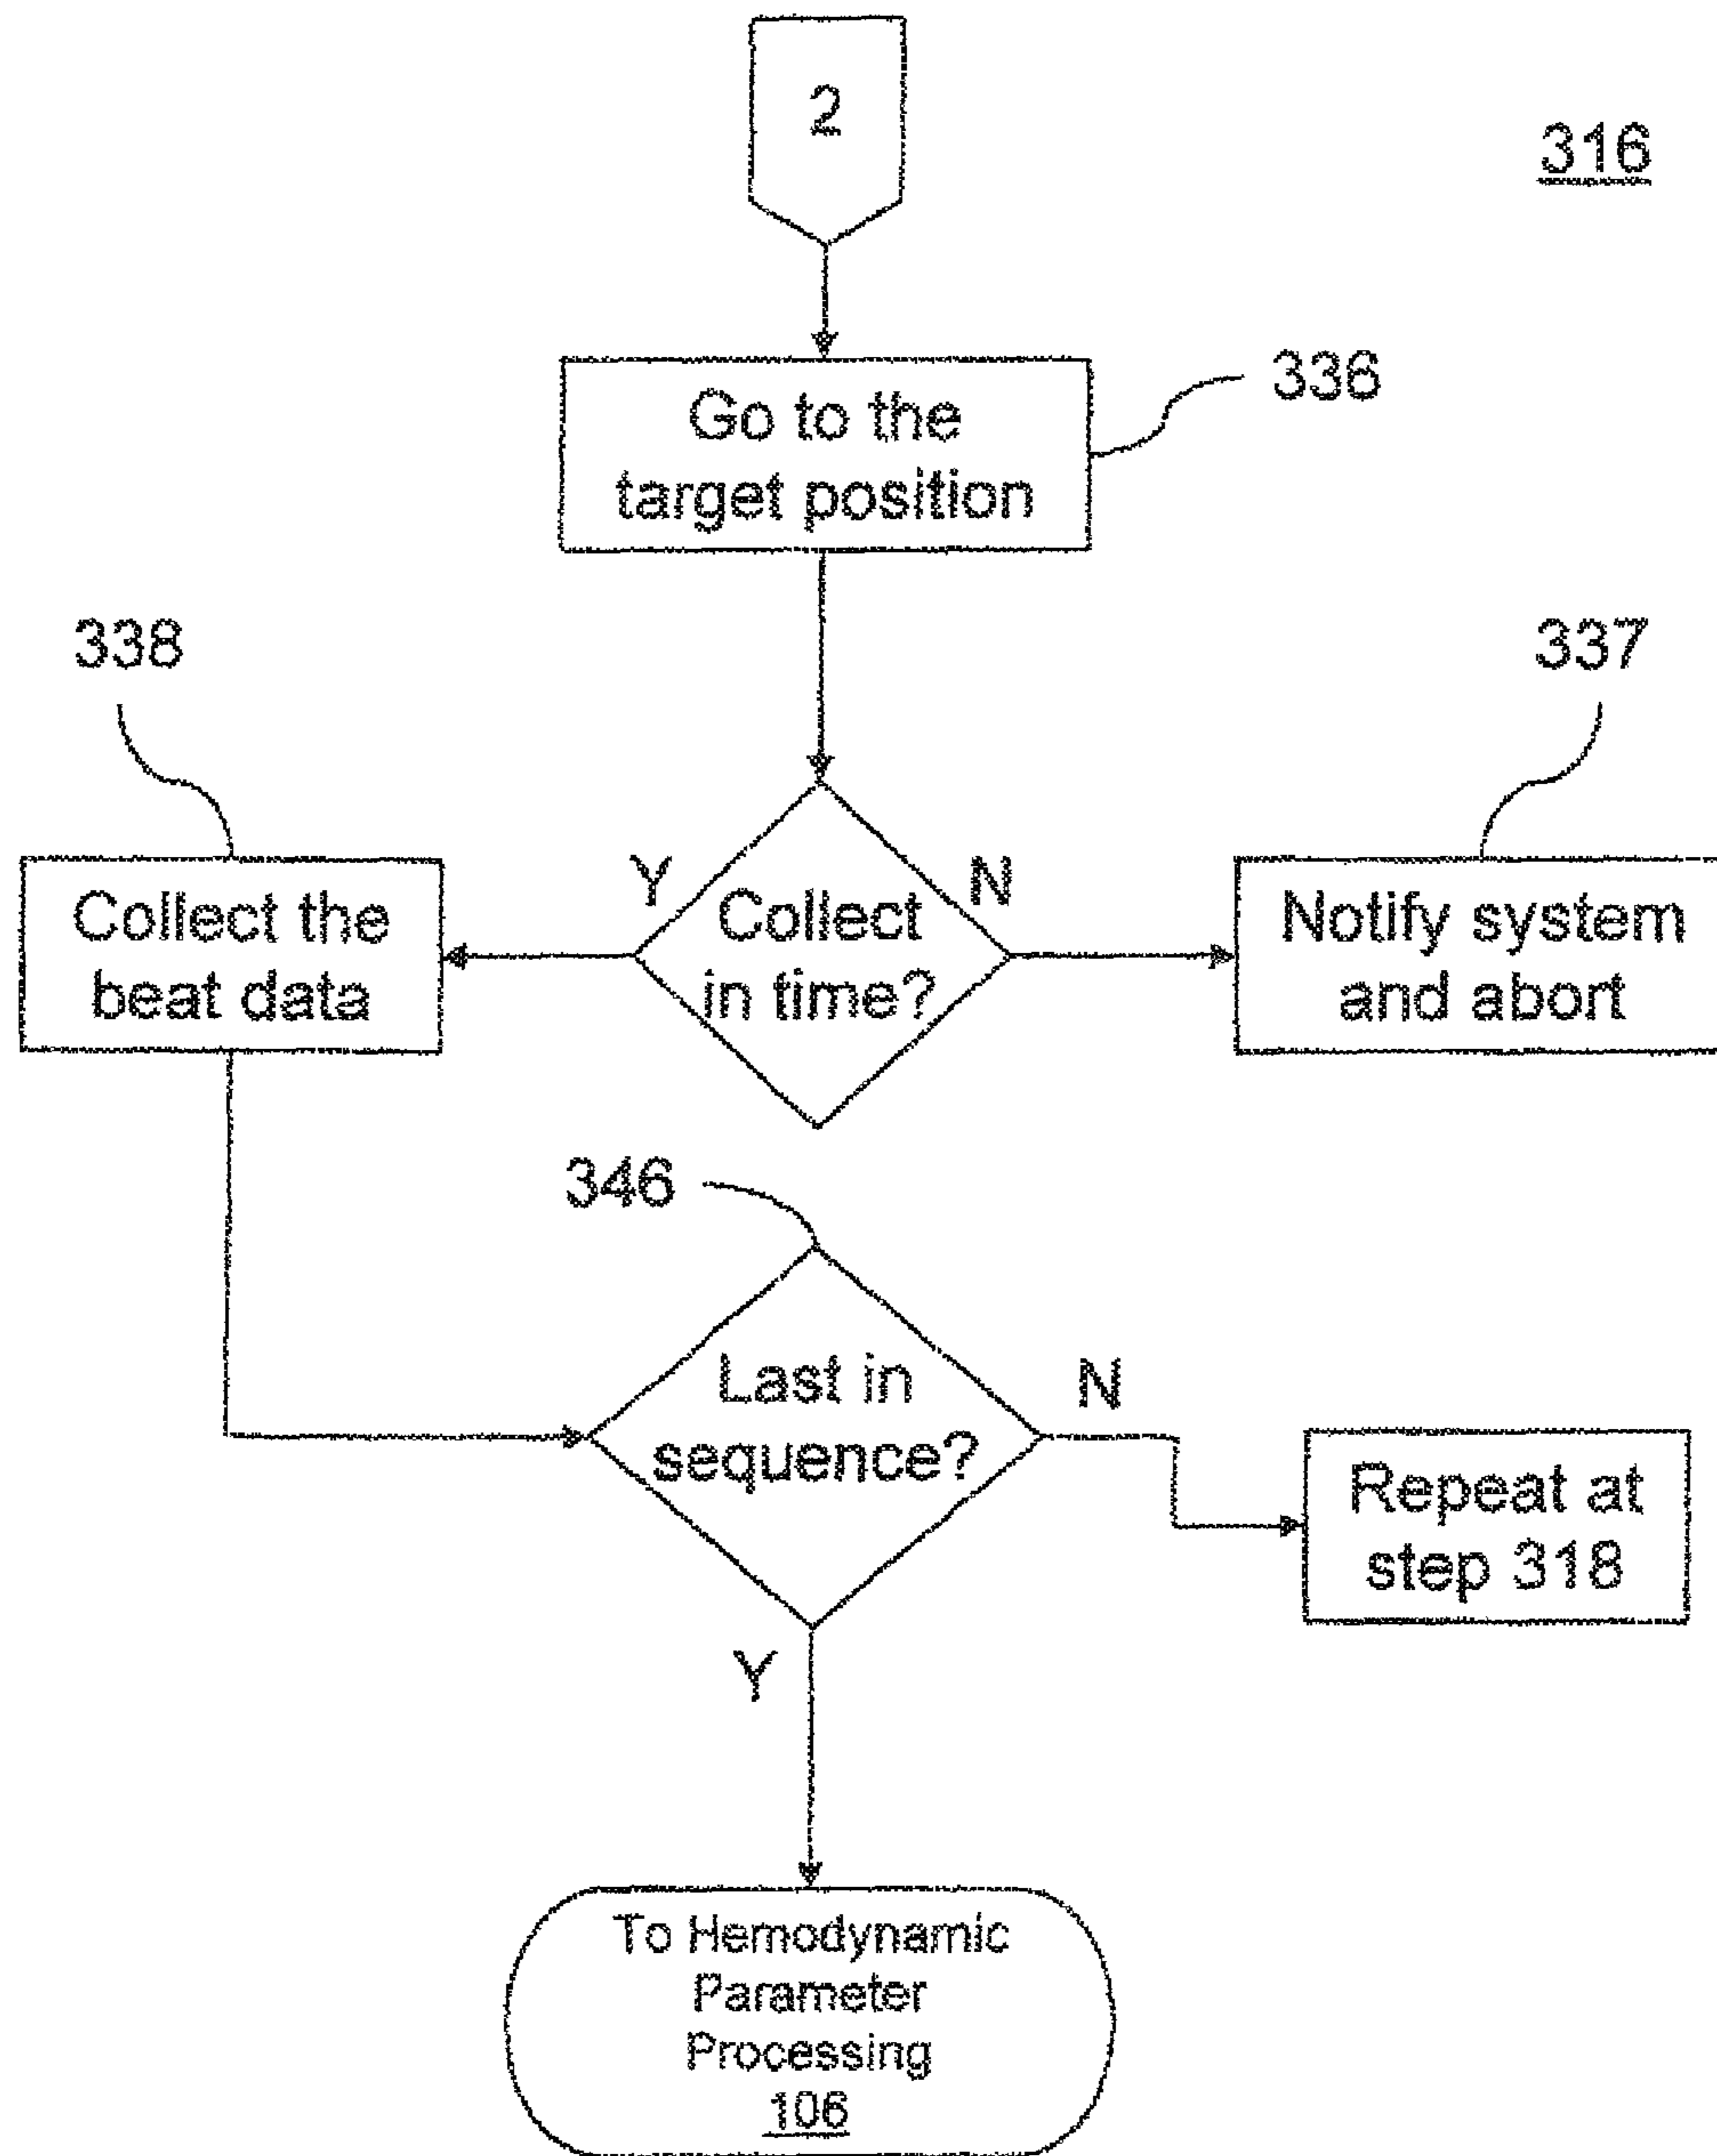 2
316
Go to the
target position
336
338
337
Collect the
beat data
Y
Collect
in time?
N
Notify system
and abort
346
Last in
sequence?
N
Repeat at
step 318
Y
To Hemodynamic
Parameter
Processing
106